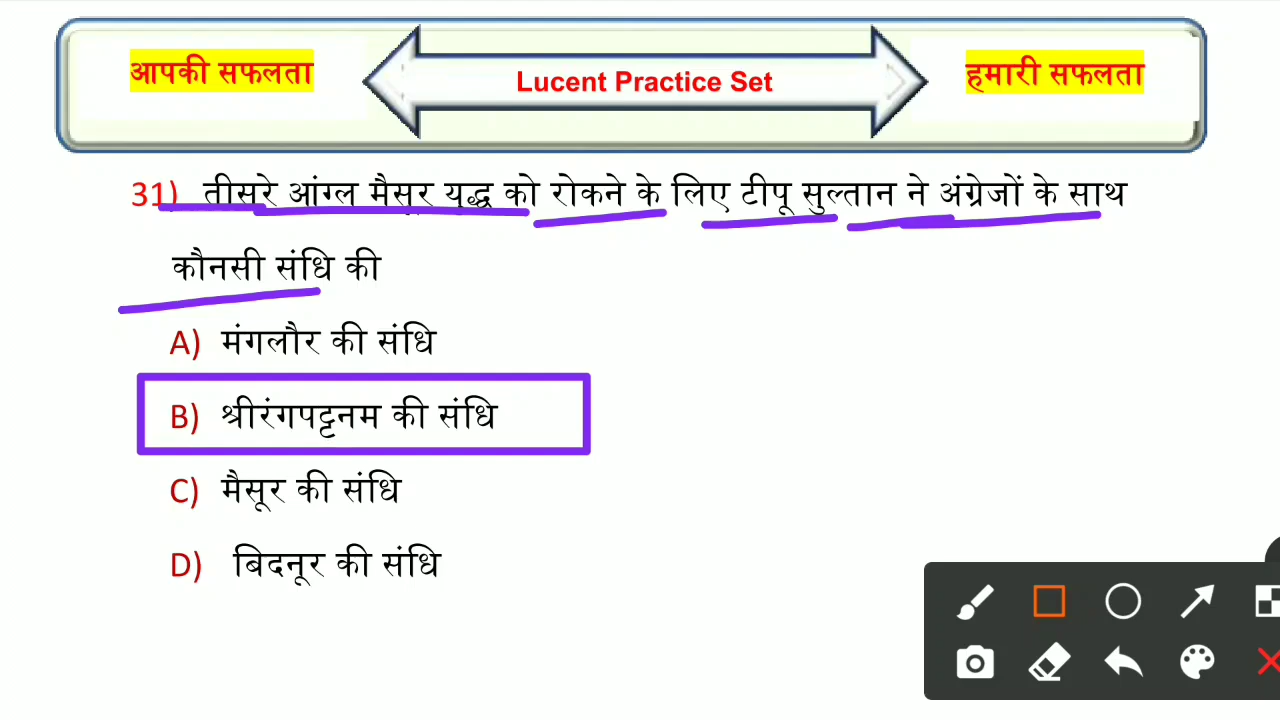 आपकी सफलता
Lucent Practice Set
हमारी सफलता
31) तीसरे आंग्ल मैसूर युद्ध को रोकने के लिए टीपू सुल्तान ने अंग्रेजों के साथ
कौनसी संधि की
A) मंगलौर की संधि
B) श्रीरंगपट्टनम की संधि
C) मैसूर की संधि
D) बिदनूर की संधि